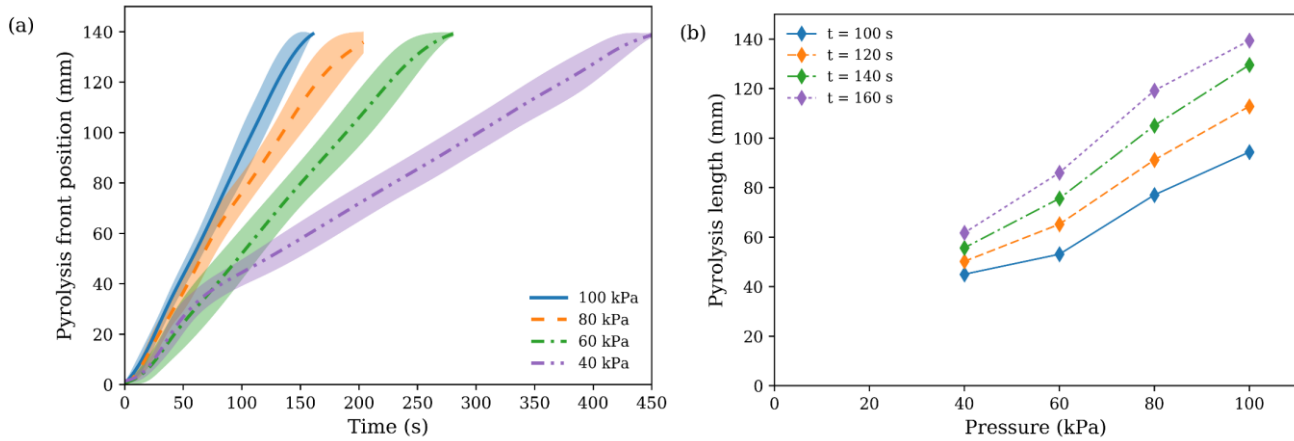 (a)
Pyrolysis front position (mm)
140
120
100
80
60
40
20
0
100 kPa
80 kPa
60 kPa
40 kPa
0 50 100 150 200 250 300 350 400 450
Time (s)
(b)
Pyrolysis length (mm)
140
120
100
80
60
40
20
0
t = 100 s
t = 120 s
t = 140 s
t = 160 s
0 20 40 60 80 100
Pressure (kPa)